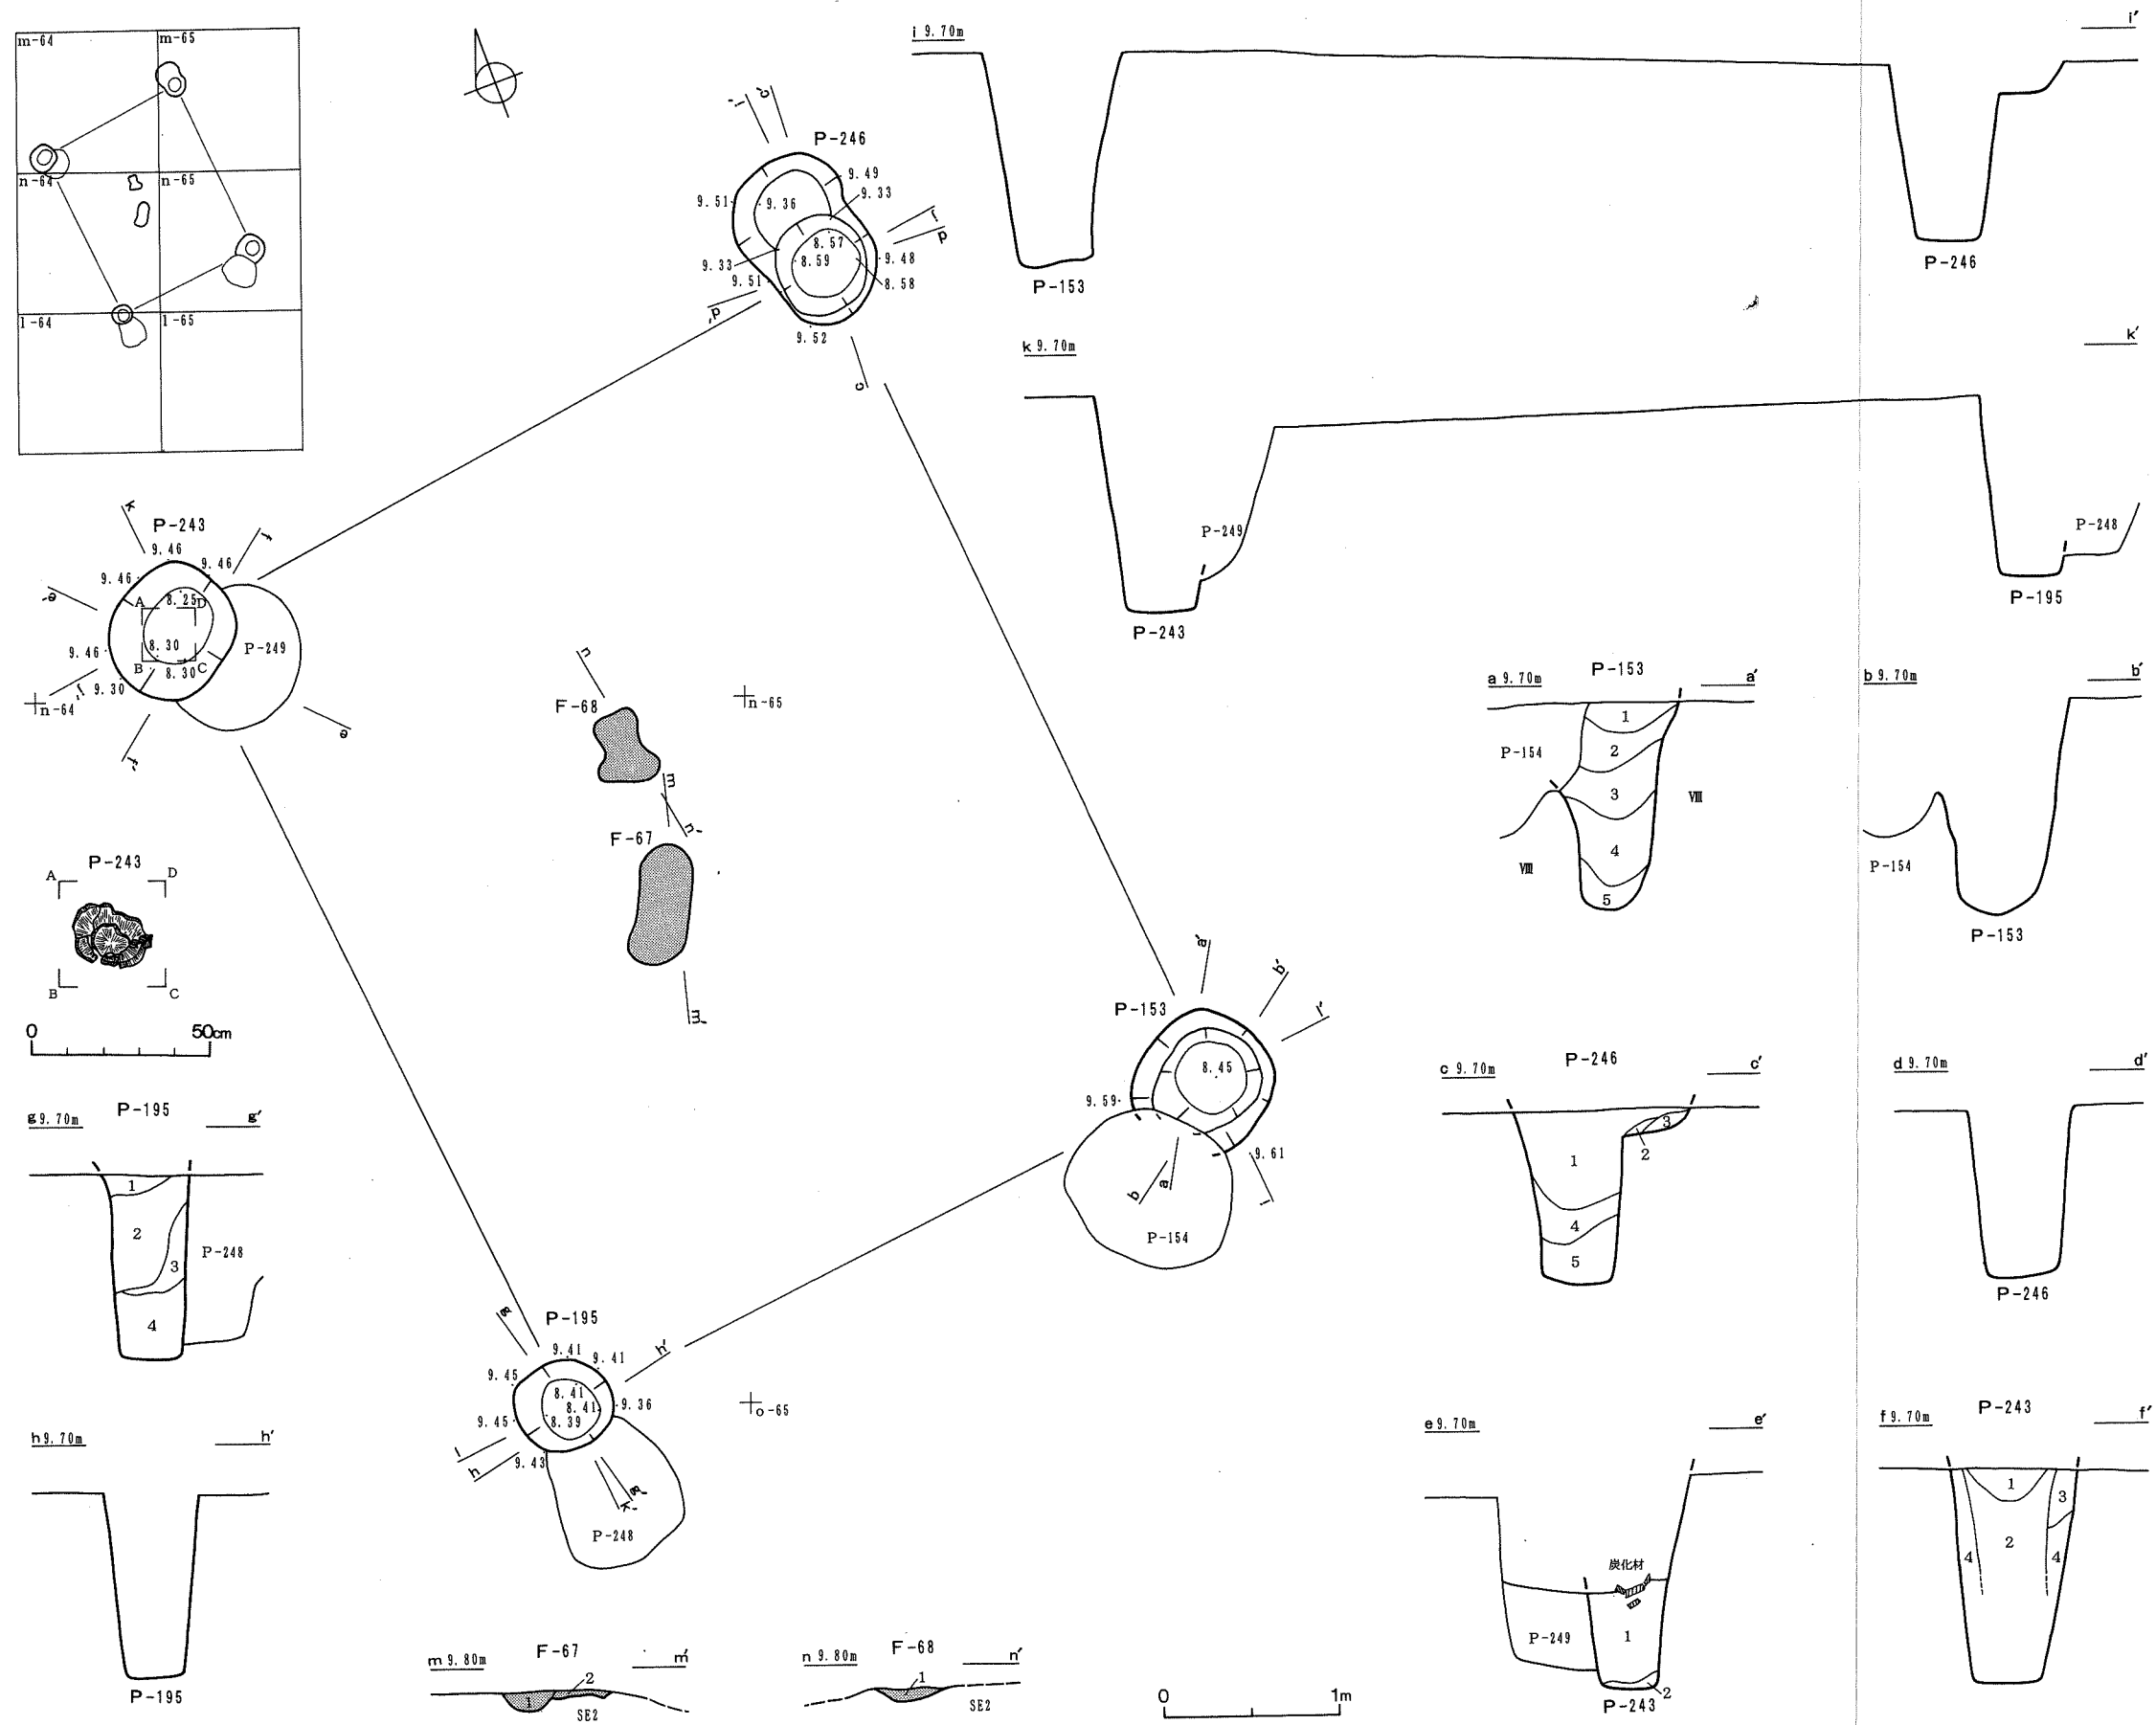 m-64
m-65
n-64
n-65
l-64
l-65
i 9.70m
i′
P-153
P-246
k 9.70m
k′
P-249
P-248
P-243
P-195
i′
c′
P-246
9.49
9.33
9.51
9.36
j
d
8.57
8.59
9.48
9.33
9.51
8.58
d′
9.52
c
k
P-243
f
9.46
9.46
9.46
e′
A
8.25
D
8.30
P-249
9.46
B
8.30
C
9.30
j′
n-64
e
f′
n
F-68
n-65
m
n′
F-67
m′
P-243
A
D
B
C
0
50cm
P-153
a 9.70m
a′
1
P-154
2
3
VIII
4
VIII
5
b 9.70m
b′
P-154
P-153
a′
b′
P-153
l′
8.45
9.59
9.61
b
a
i
P-154
P-246
c 9.70m
c′
3
2
1
4
5
d 9.70m
d′
P-246
P-195
g 9.70m
g′
1
2
P-248
3
4
g
P-195
h′
9.41
9.41
9.45
8.41
8.41
9.36
9.45
8.39
l
h
9.43
g′
k′
P-248
o-65
h 9.70m
h′
P-195
e 9.70m
e′
炭化材
P-249
1
2
P-243
P-243
f 9.70m
f′
1
3
2
4
4
F-67
m 9.80m
m′
2
1
SE2
F-68
n 9.80m
n′
1
SE2
0
1m